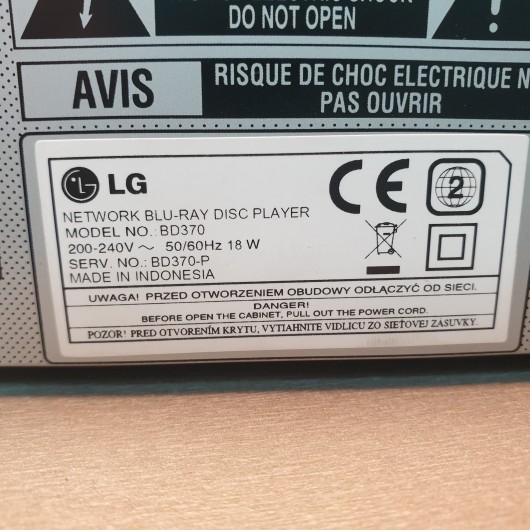 DO NOT OPEN
AVIS
RISQUE DE CHOC ELECTRIQUE N
PAS OUVRIR
LG
NETWORK BLU-RAY DISC PLAYER
MODEL NO.: BD370
200-240V ~ 50/60Hz 18 W
SERV. NO.: BD370-P
MADE IN INDONESIA
2
UWAGA! PRZED OTWORZENIEM OBUDOWY ODŁĄCZYĆ OD SIECI.
DANGER!
BEFORE OPEN THE CABINET, PULL OUT THE POWER CORD.
POZOR! PRED OTVORENÍM KRYTU, VYTIAHNITE VIDLICU ZO SIEŤOVEJ ZÁSUVKY.